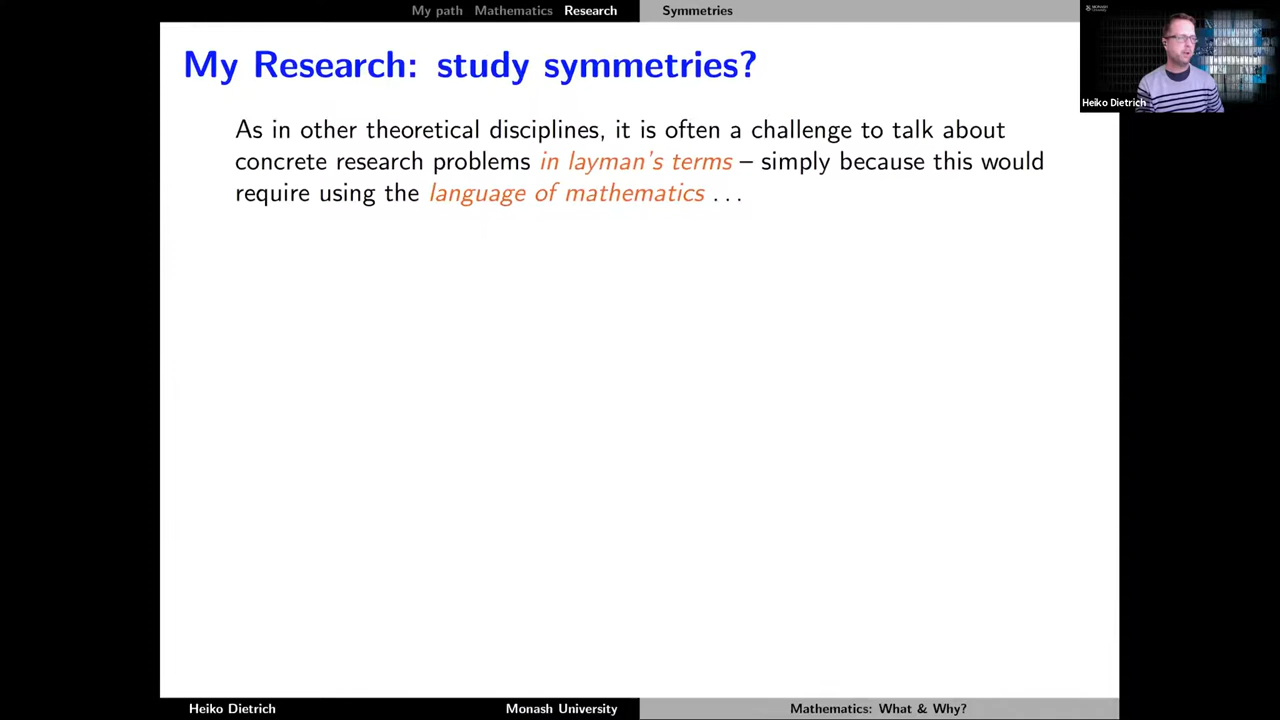 My path Mathematics Research Symmetries
My Research: study symmetries?
As in other theoretical disciplines, it is often a challenge to talk about
concrete research problems in layman's terms – simply because this would
require using the language of mathematics . . .
MONASH
Heiko Dietrich
Heiko Dietrich Monash University Mathematics: What & Why?